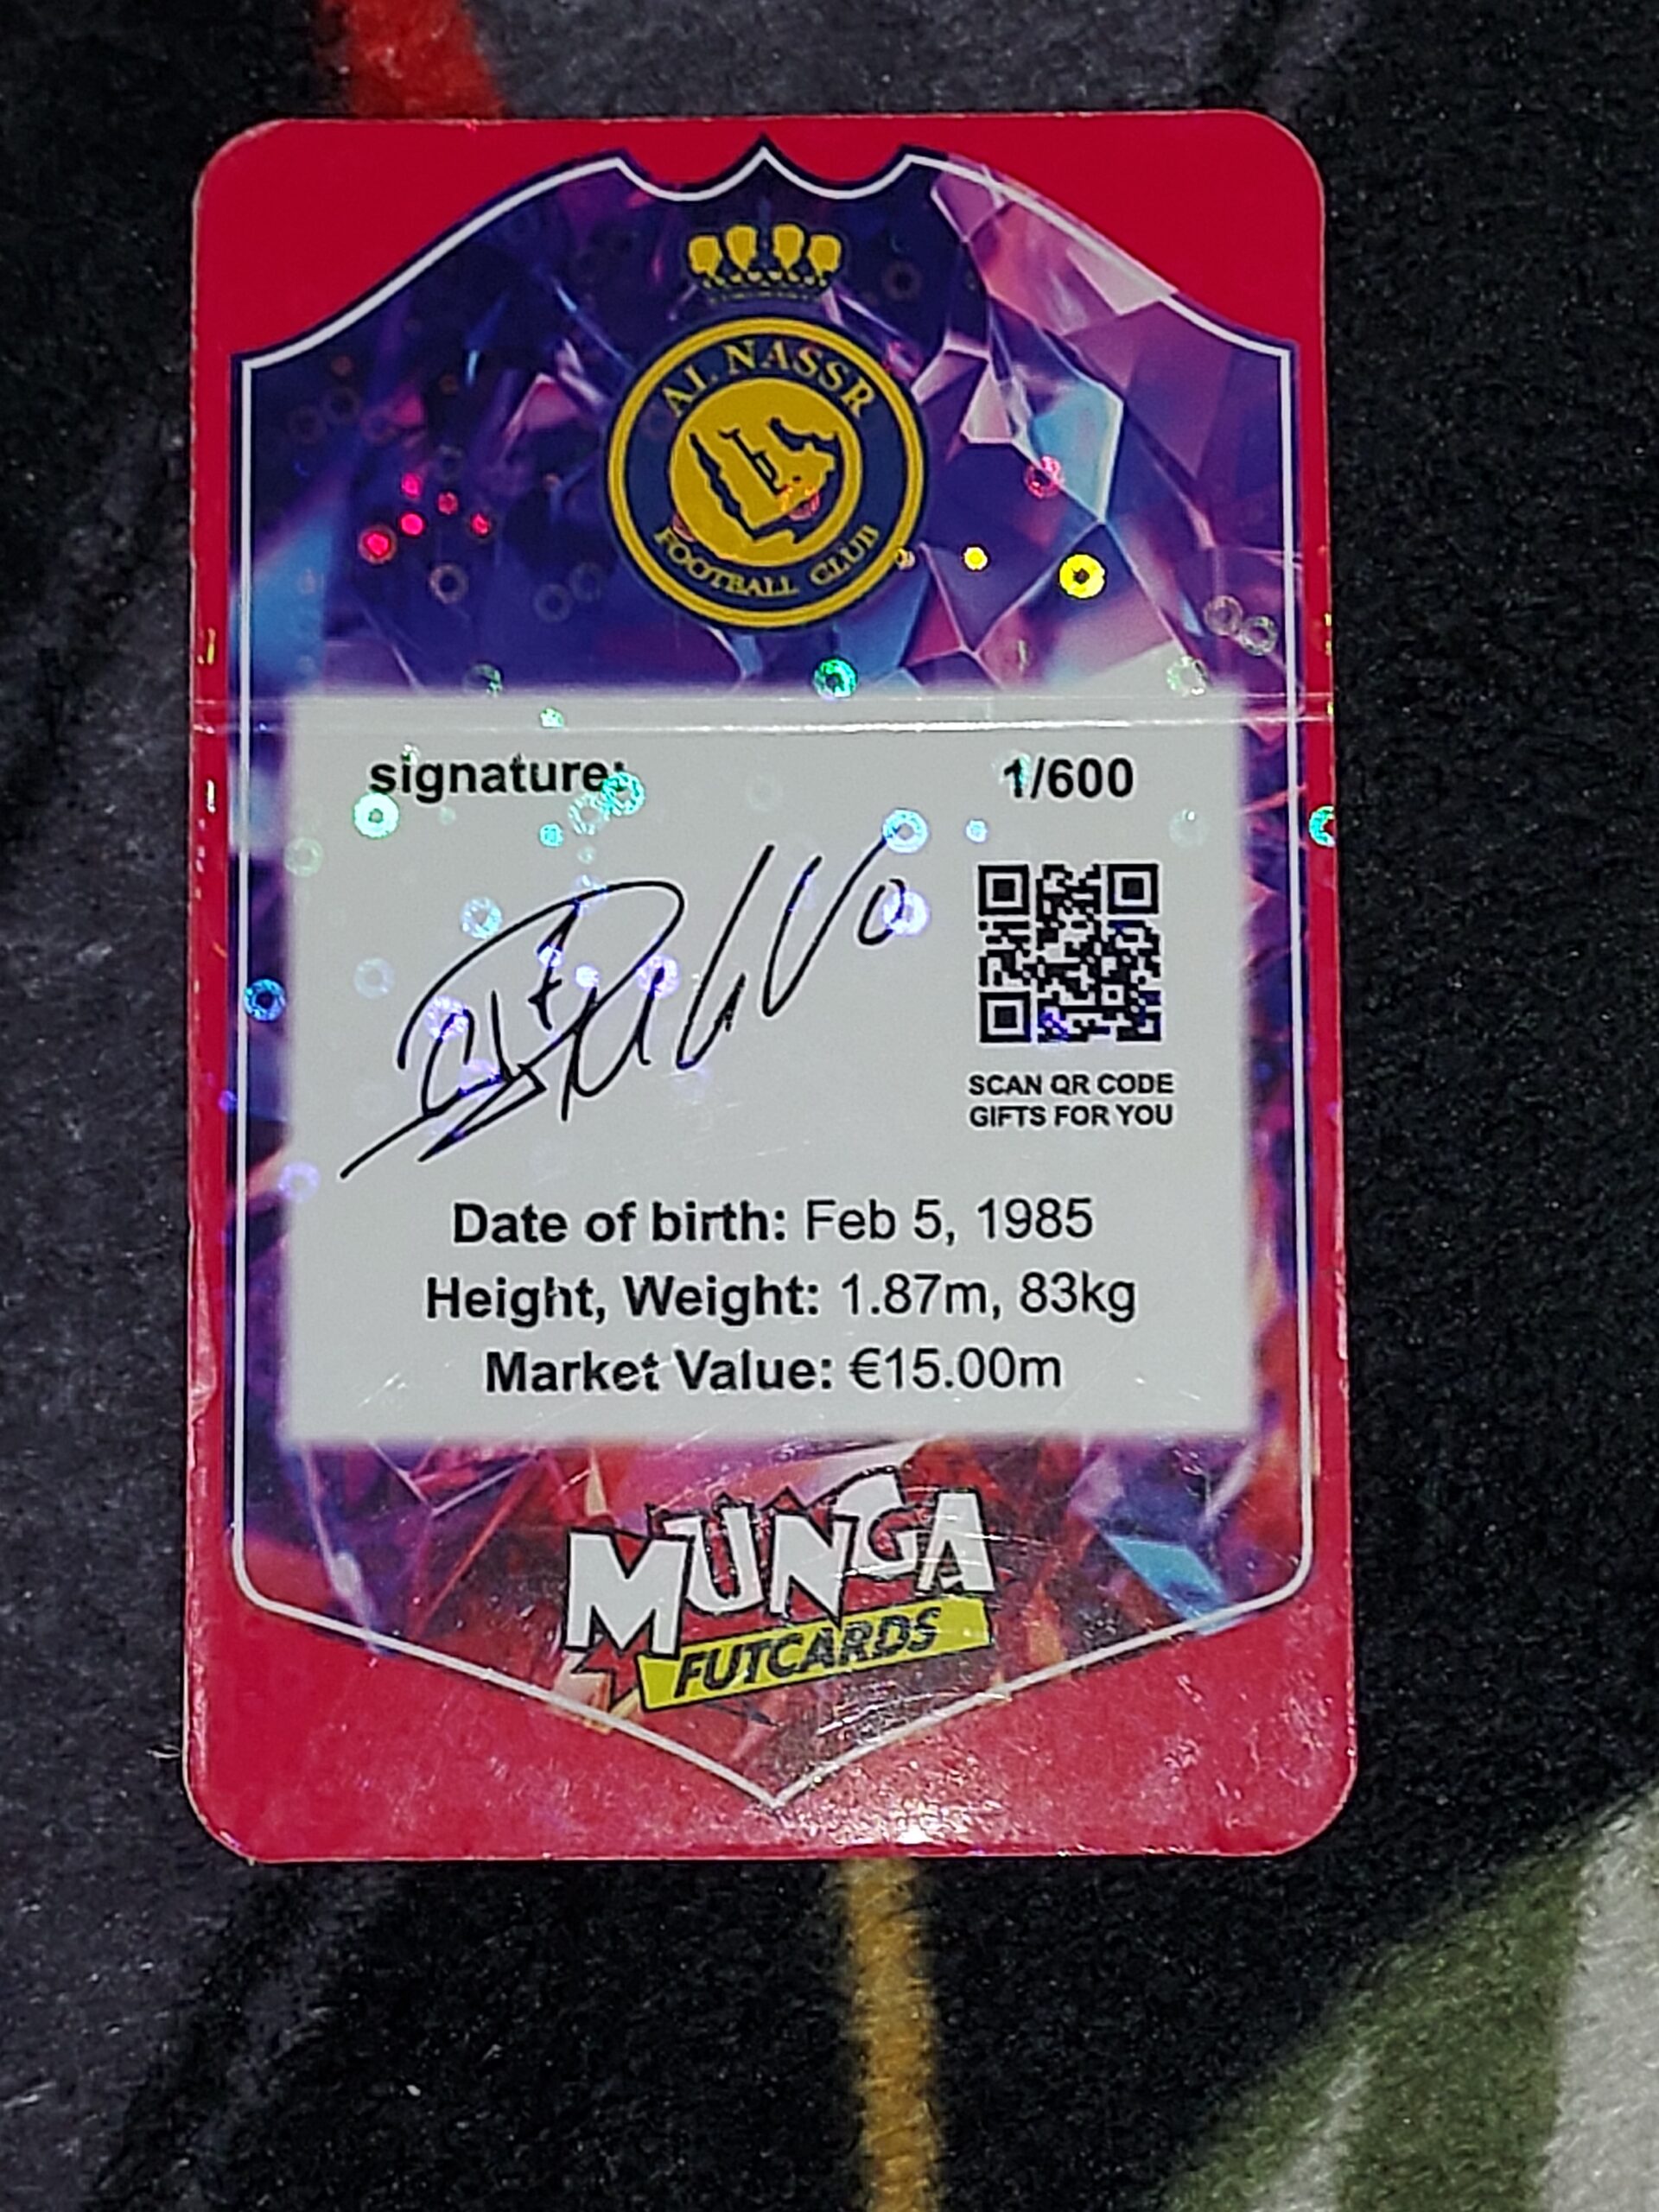 AL NASSR
FOOTBALL CLUB
signature:
1/600
SCAN QR CODE
GIFTS FOR YOU
Date of birth: Feb 5, 1985
Height, Weight: 1.87m, 83kg
Market Value: €15.00m
MUNGA
FUTCARDS